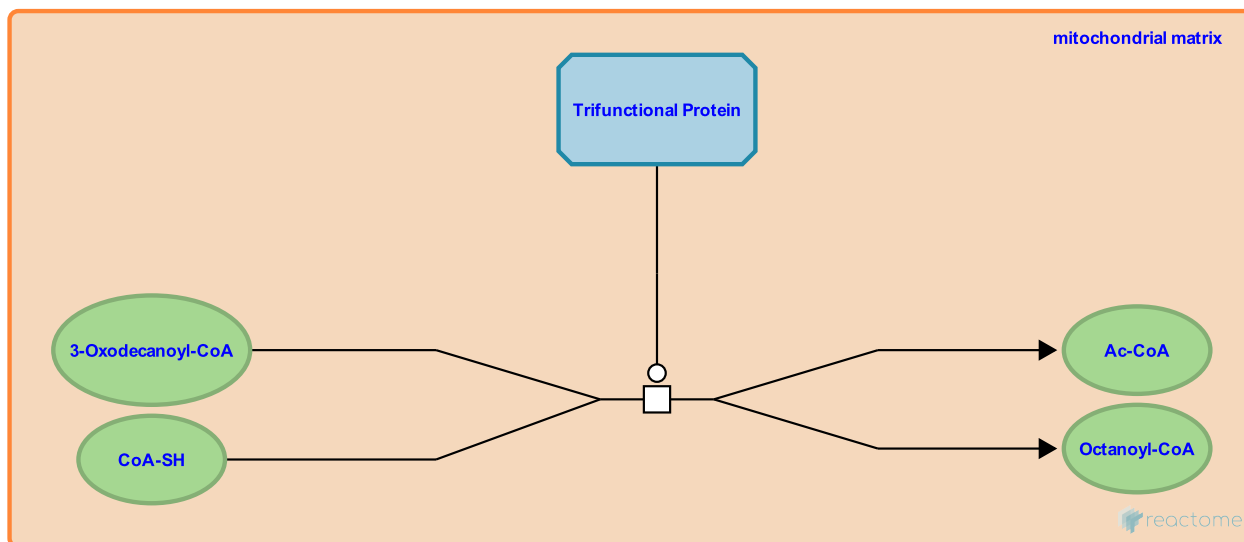 mitochondrial matrix
Trifunctional Protein
3-Oxodecanoyl-CoA
Ac-CoA
CoA-SH
Octanoyl-CoA
reactome